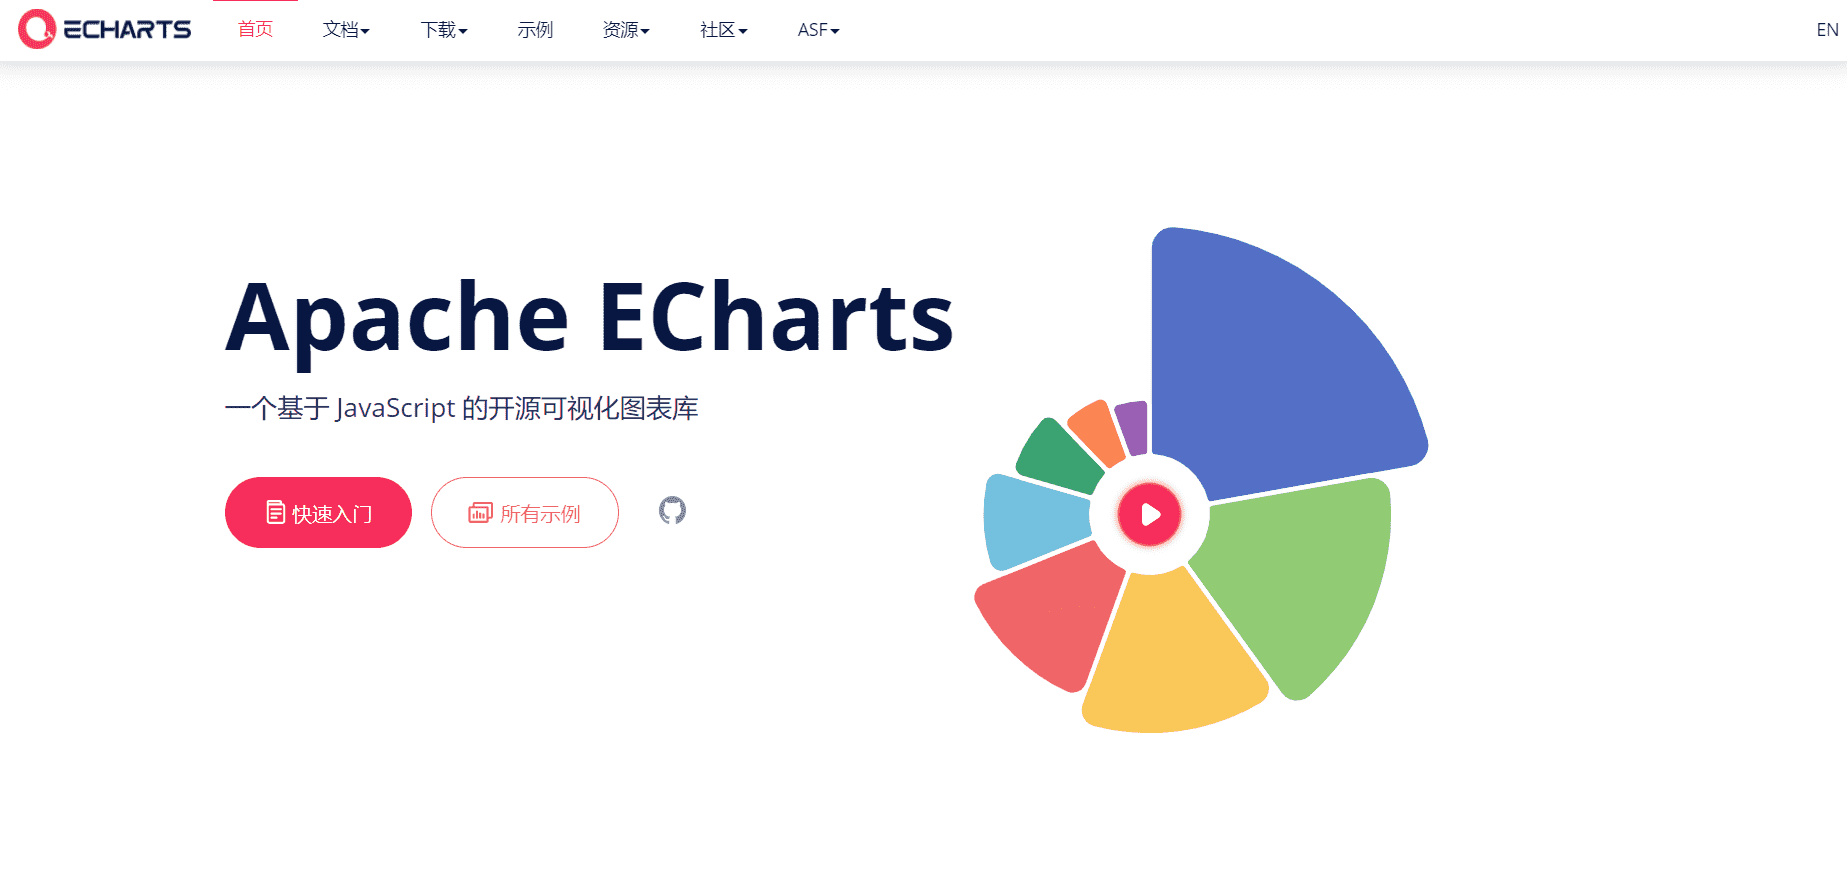 ECHARTS 首页 文档 下载 示例 资源 社区 ASF EN
Apache ECharts
一个基于 JavaScript 的开源可视化图表库
快速入门 所有示例